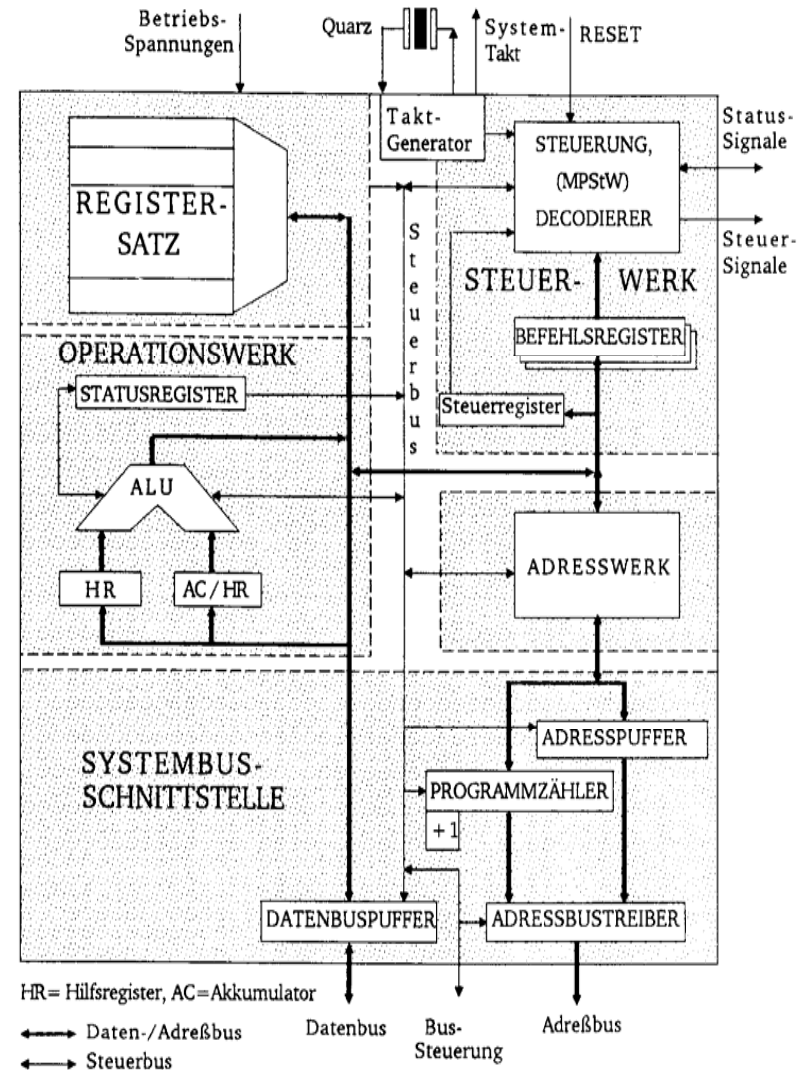 Betriebs-
Spannungen
Quarz
System-
Takt
RESET
Takt-
Generator
STEUERUNG,
(MPStW)
DECODIERER
Status-
Signale
Steuer-
Signale
REGISTER-
SATZ
Steuerbus
STEUER- WERK
BEFEHLSREGISTER
OPERATIONSWERK
STATUSREGISTER
Steuerregister
ALU
HR
AC/HR
ADRESSWERK
SYSTEMBUS-
SCHNITTSTELLE
ADRESSPUFFER
PROGRAMMZÄHLER
+1
DATENBUSPUFFER
ADRESSBUSTREIBER
HR= Hilfsregister, AC=Akkumulator
Daten-/Adreßbus
Steuerbus
Datenbus
Bus-
Steuerung
Adreßbus